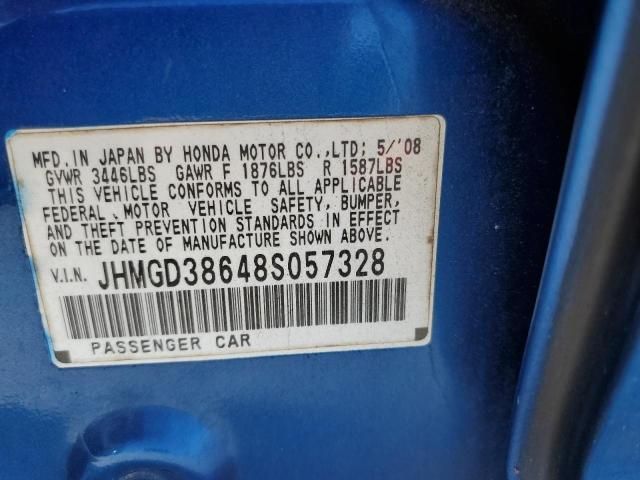 MFD. IN JAPAN BY HONDA MOTOR CO.,LTD: 5/'08
GVWR 3446LBS GAWR F 1876LBS R 1587LBS
THIS VEHICLE CONFORMS TO ALL APPLICABLE
FEDERAL MOTOR VEHICLE SAFETY, BUMPER,
AND THEFT PREVENTION STANDARDS IN EFFECT
ON THE DATE OF MANUFACTURE SHOWN ABOVE.
V.I.N. JHMGD38648S057328
PASSENGER CAR